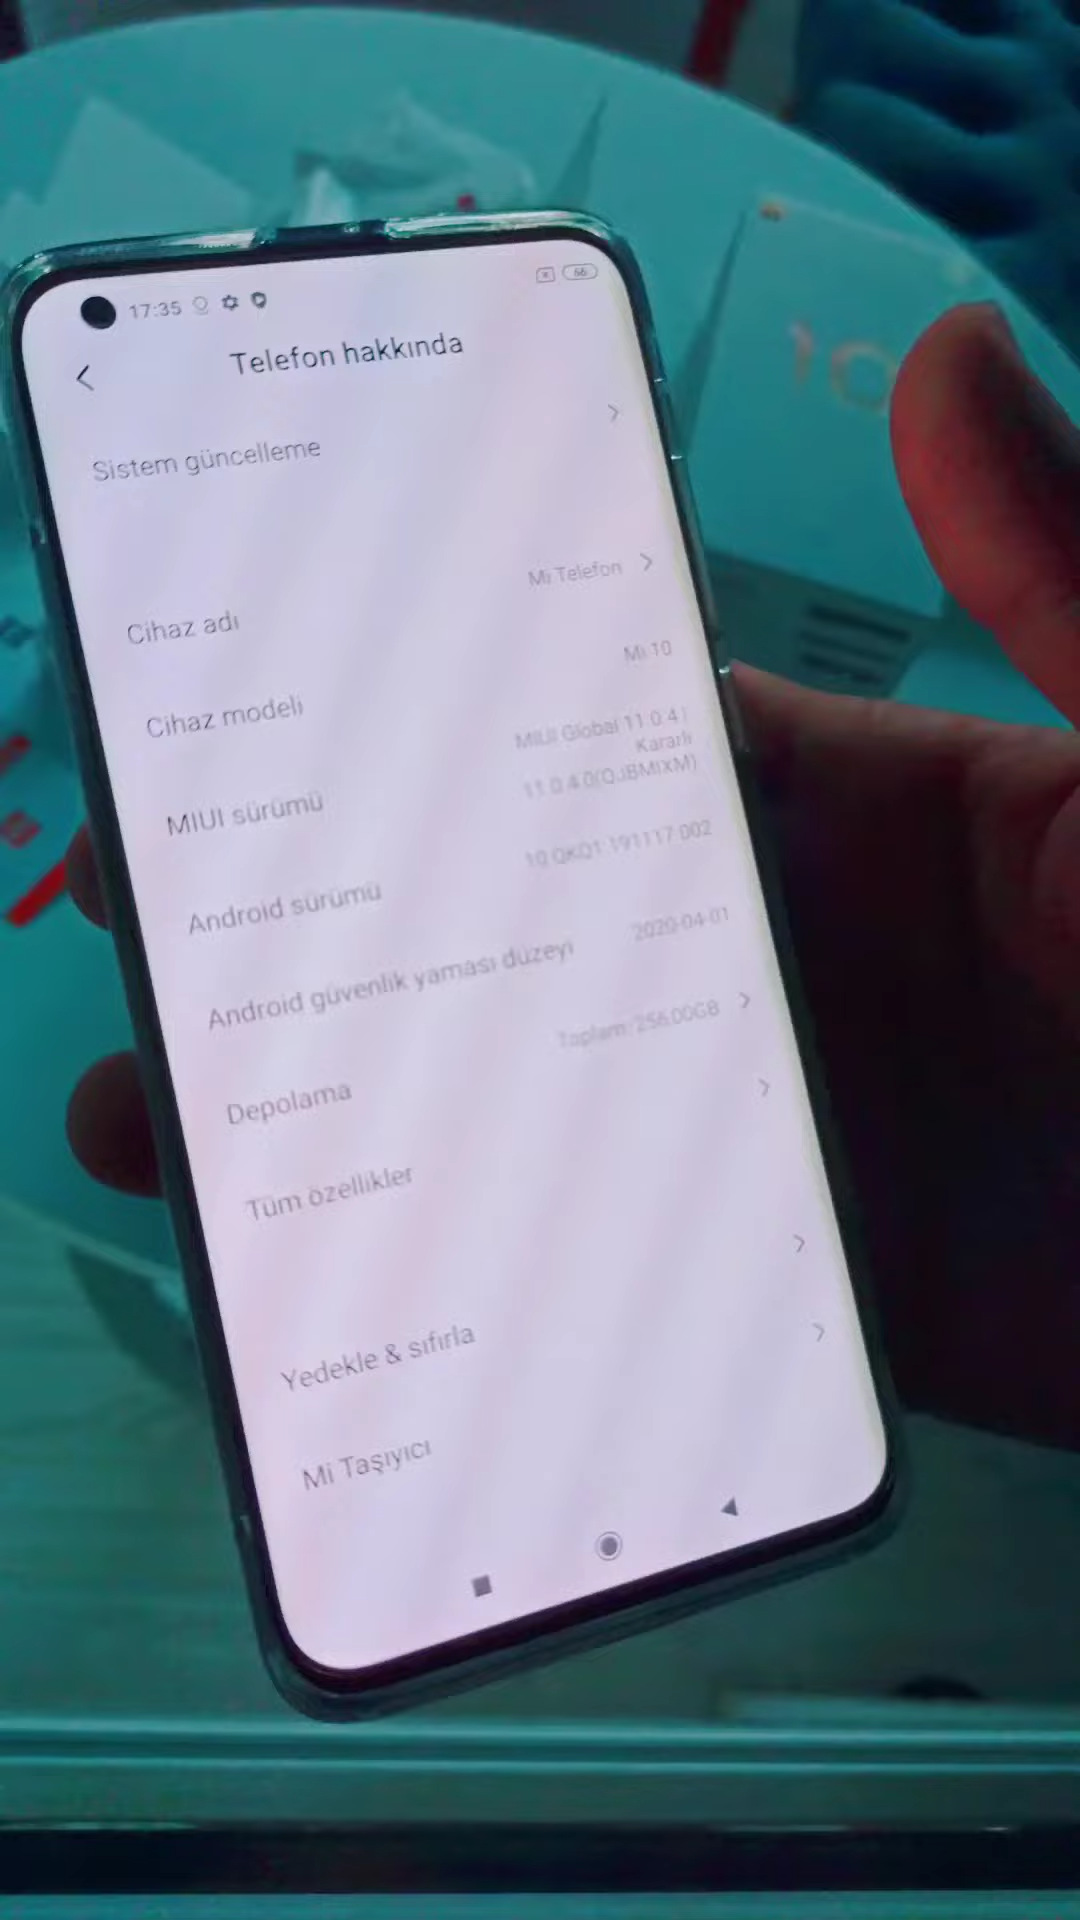 17:35
66
Telefon hakkında
Sistem güncelleme
Cihaz adı
Mi Telefon
Cihaz modeli
Mi 10
MIUI sürümü
MIUI Global 11.0.4 |
Kararlı
11.0.4.0(QJBMIXM)
Android sürümü
10 QKQ1.191117.002
Android güvenlik yaması düzeyi
2020-04-01
Depolama
Toplam: 256.00GB
Tüm özellikler
Yedekle & sıfırla
Mi Taşıyıcı
10